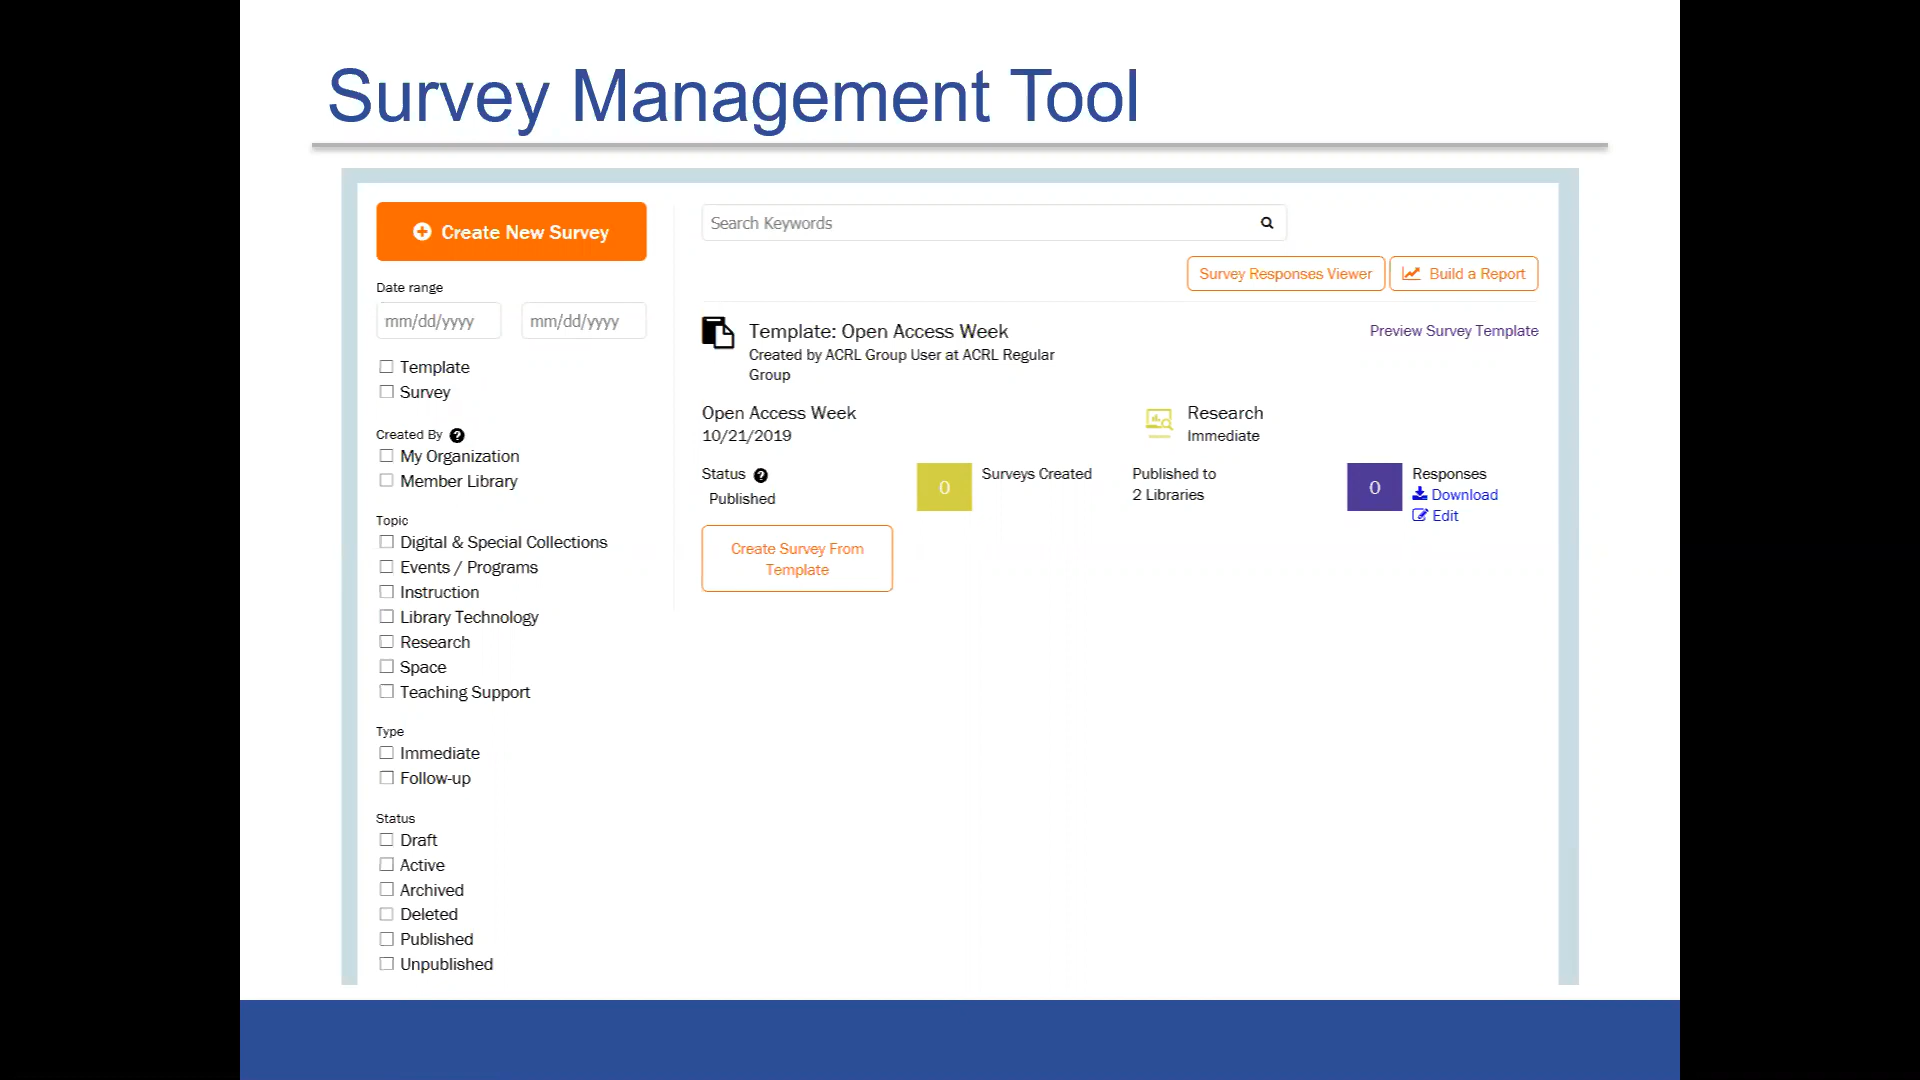 Survey Management Tool
Create New Survey
Date range
mm/dd/yyyy
mm/dd/yyyy
Template
Survey
Created By
My Organization
Member Library
Topic
Digital & Special Collections
Events / Programs
Instruction
Library Technology
Research
Space
Teaching Support
Type
Immediate
Follow-up
Status
Draft
Active
Archived
Deleted
Published
Unpublished
Search Keywords
Survey Responses Viewer
Build a Report
Template: Open Access Week
Created by ACRL Group User at ACRL Regular
Group
Preview Survey Template
Open Access Week
10/21/2019
Research
Immediate
Status
Published
0
Surveys Created
Published to
2 Libraries
0
Responses
Download
Edit
Create Survey From
Template